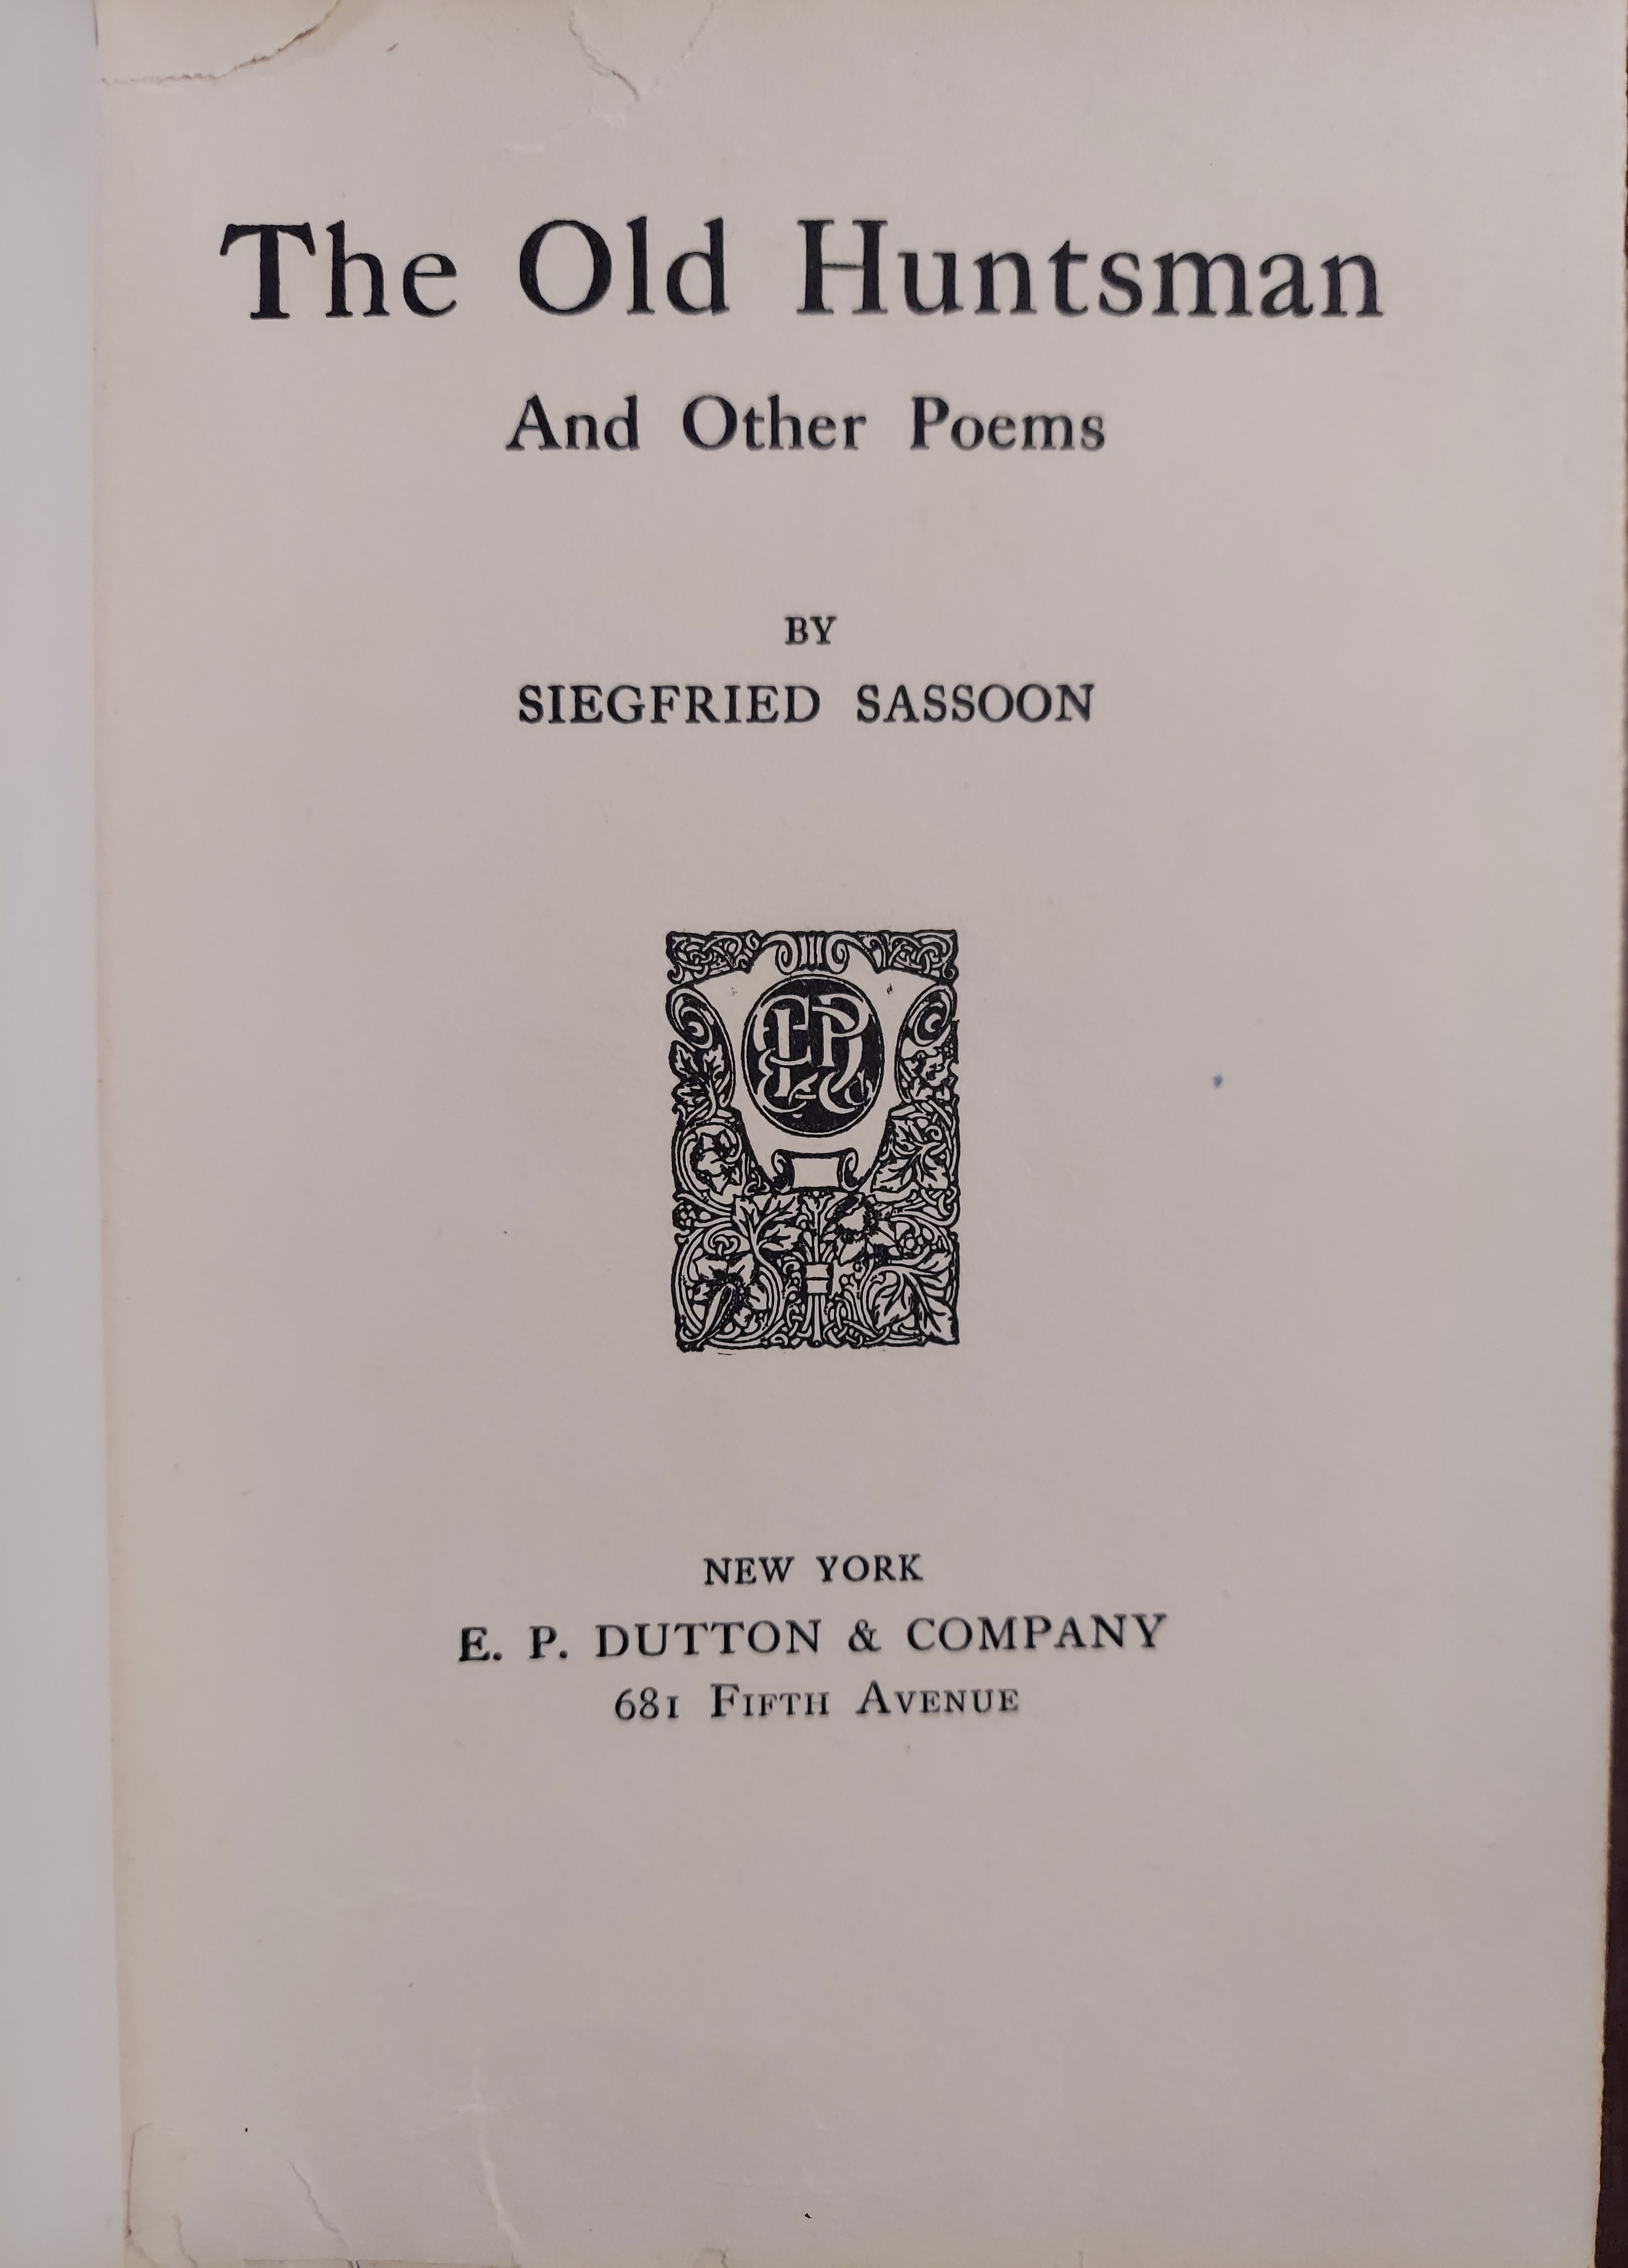 The Old Huntsman
And Other Poems
BY
SIEGFRIED SASSOON
NEW YORK
E. P. DUTTON & COMPANY
681 FIFTH AVENUE